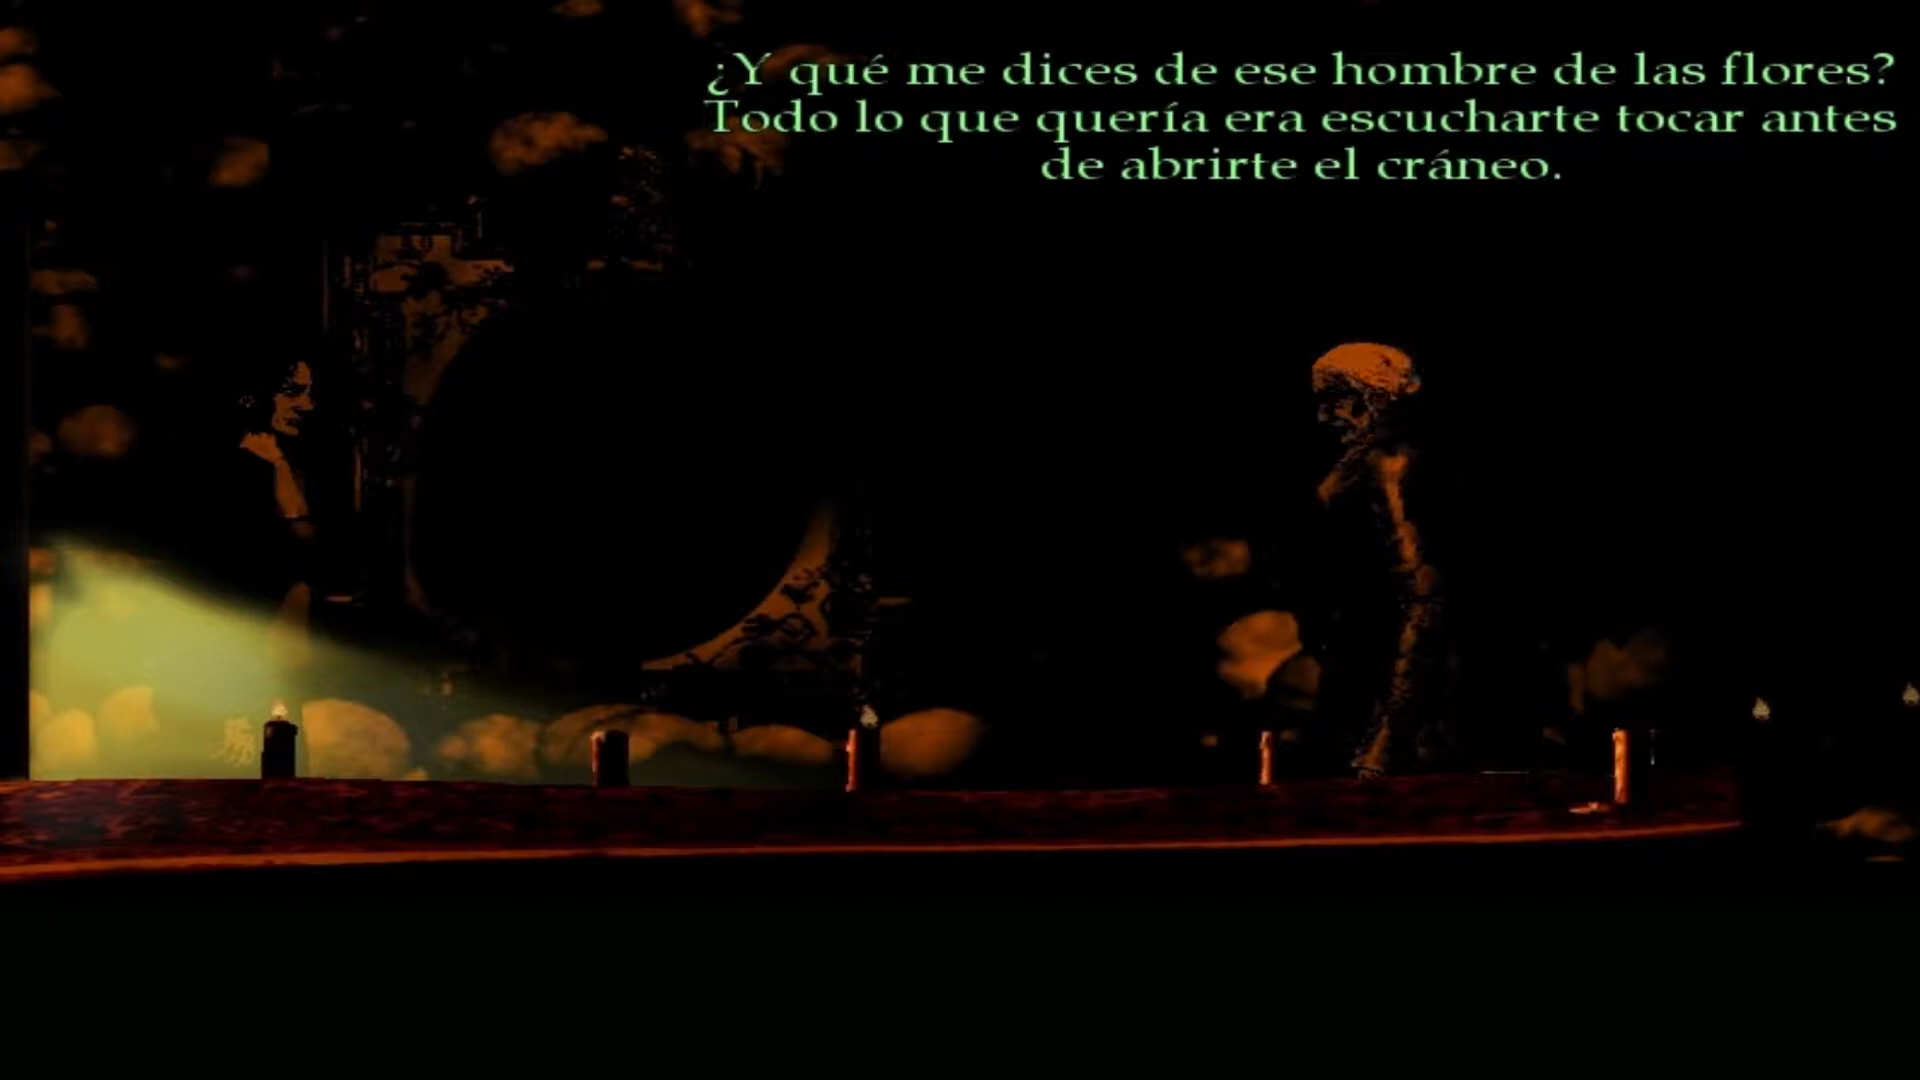 ¿Y qué me dices de ese hombre de las flores?
Todo lo que quería era escucharte tocar antes
de abrirte el cráneo.